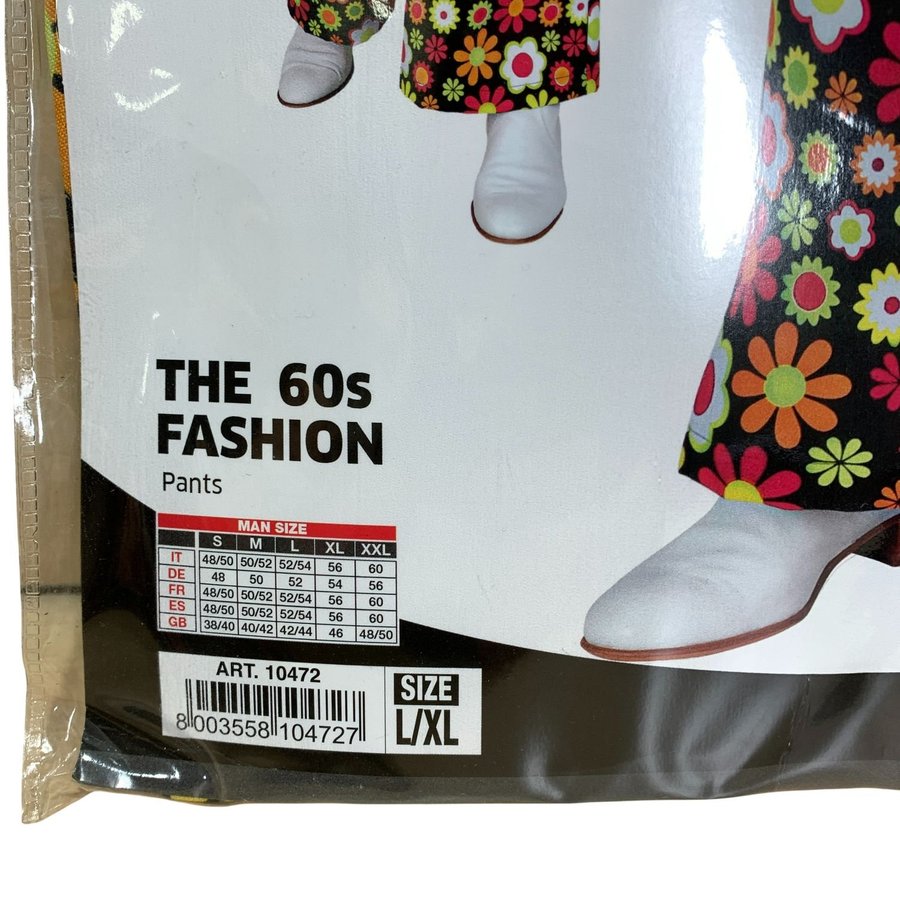 THE 60s
FASHION
Pants
MAN SIZE
S M L XL XXL
IT 48/50 50/52 52/54 56 60
DE 48 50 52 54 56
FR 48/50 50/52 52/54 56 60
ES 48/50 50/52 52/54 56 60
GB 38/40 40/42 42/44 46 48/50
ART. 10472
8 003558 104727
SIZE
L/XL